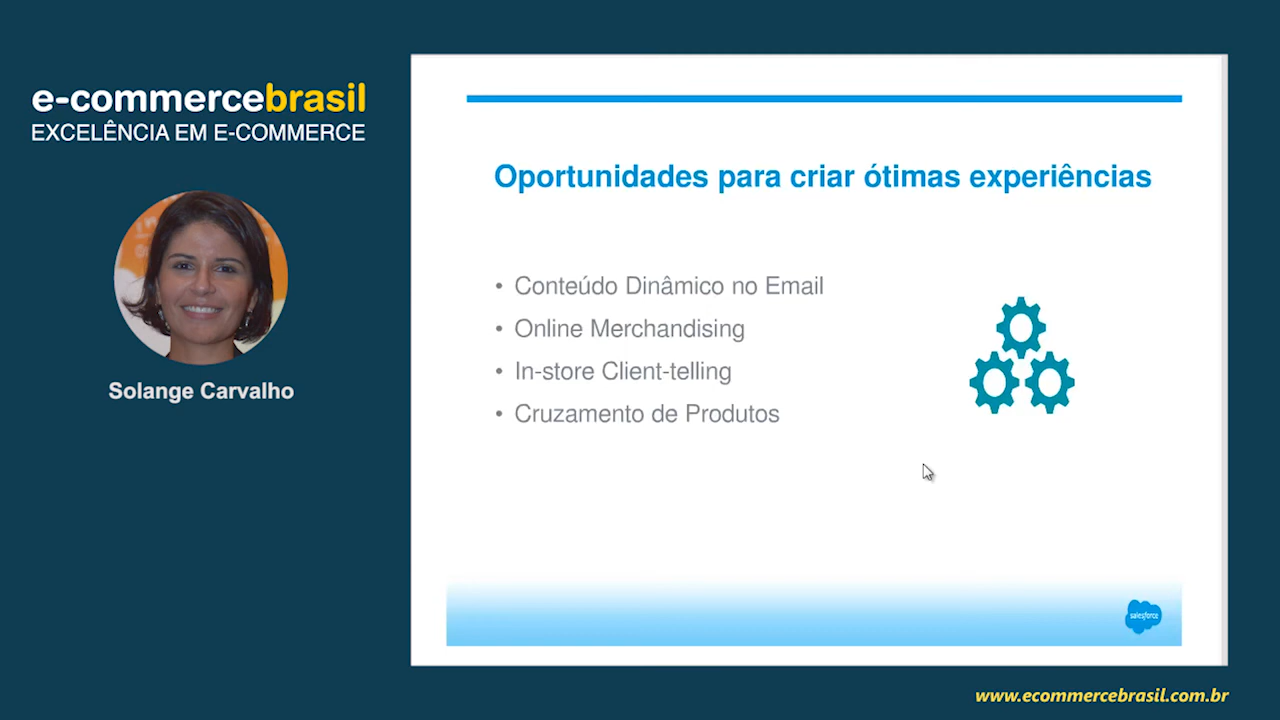 e-commercebrasil
EXCELÊNCIA EM E-COMMERCE
Solange Carvalho
Oportunidades para criar ótimas experiências
• Conteúdo Dinâmico no Email
• Online Merchandising
• In-store Client-telling
• Cruzamento de Produtos
salesforce
www.ecommercebrasil.com.br